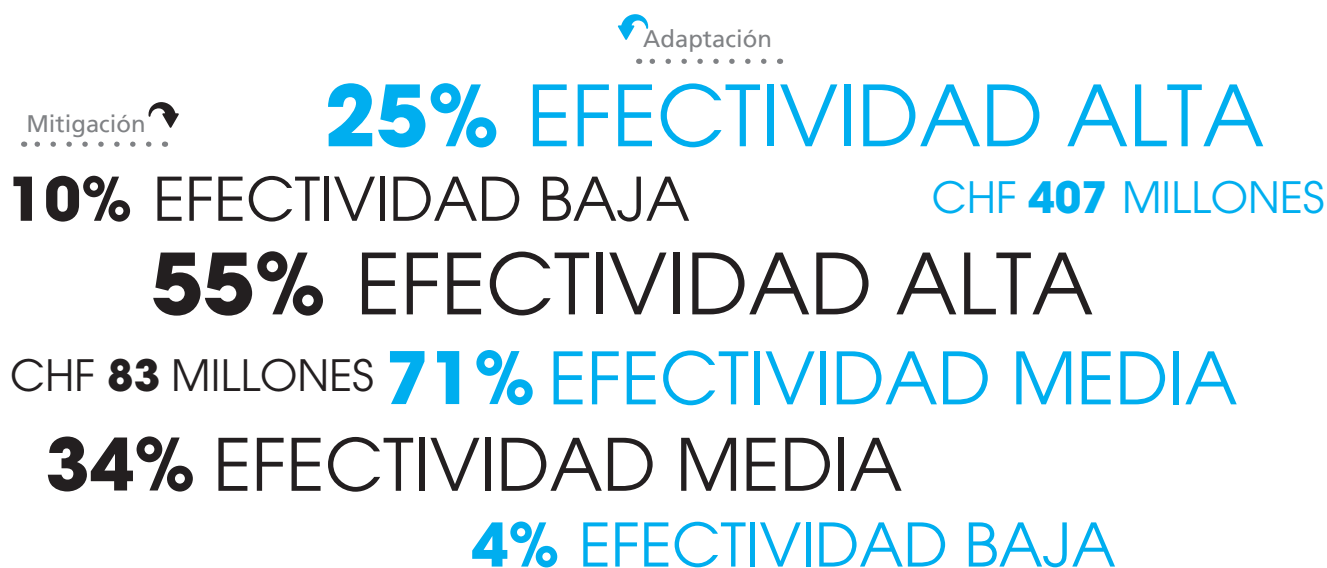 Adaptación
25% EFECTIVIDAD ALTA
Mitigación
10% EFECTIVIDAD BAJA
CHF 407 MILLONES
55% EFECTIVIDAD ALTA
CHF 83 MILLONES
71% EFECTIVIDAD MEDIA
34% EFECTIVIDAD MEDIA
4% EFECTIVIDAD BAJA